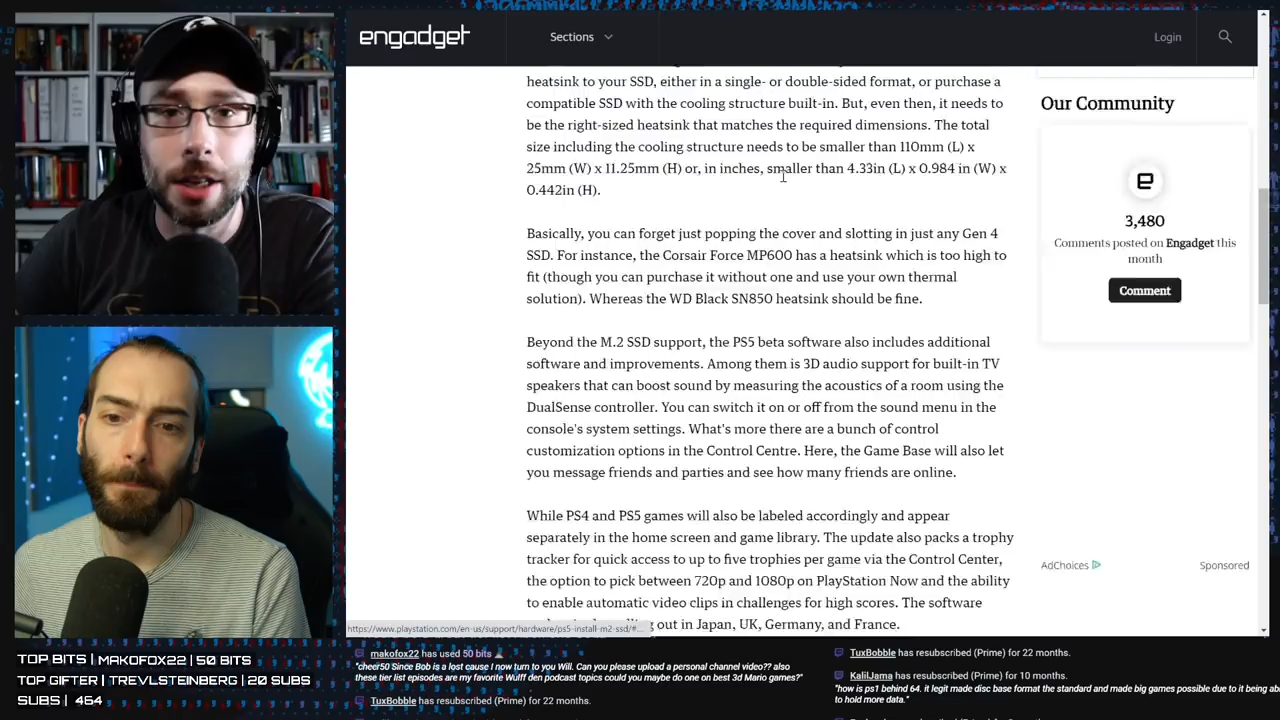 engadget
Sections
Login
heatsink to your SSD, either in a single- or double-sided format, or purchase a
compatible SSD with the cooling structure built-in. But, even then, it needs to
be the right-sized heatsink that matches the required dimensions. The total
size including the cooling structure needs to be smaller than 110mm (L) x
25mm (W) x 11.25mm (H) or, in inches, smaller than 4.33in (L) x 0.984 in (W) x
0.442in (H).
Basically, you can forget just popping the cover and slotting in just any Gen 4
SSD. For instance, the Corsair Force MP600 has a heatsink which is too high to
fit (though you can purchase it without one and use your own thermal
solution). Whereas the WD Black SN850 heatsink should be fine.
Beyond the M.2 SSD support, the PS5 beta software also includes additional
software and improvements. Among them is 3D audio support for built-in TV
speakers that can boost sound by measuring the acoustics of a room using the
DualSense controller. You can switch it on or off from the sound menu in the
console's system settings. What's more there are a bunch of control
customization options in the Control Centre. Here, the Game Base will also let
you message friends and parties and see how many friends are online.
While PS4 and PS5 games will also be labeled accordingly and appear
separately in the home screen and game library. The update also packs a trophy
tracker for quick access to up to five trophies per game via the Control Center,
the option to pick between 720p and 1080p on PlayStation Now and the ability
to enable automatic video clips in challenges for high scores. The software
out in Japan, UK, Germany, and France.
https://www.playstation.com/en-us/support/hardware/ps5-install-m2-ssd/#...
Our Community
3,480
Comments posted on Engadget this
month
Comment
AdChoices
Sponsored
TOP BITS | MAKOFOX22 | 50 BITS
TOP GIFTER | TREVLSTEINBERG | 20 SUBS
SUBS | 464
makofox22 has used 50 bits
"cheer50 Since Bob is a lost cause I now turn to you Will. Can you please upload a personal channel video?? also
these tier list episodes are my favorite Wulff den podcast topics could you maybe do one on best 3d Mario games?"
TuxBobble has resubscribed (Prime) for 22 months.
TuxBobble has resubscribed (Prime) for 22 months.
KalilJama has resubscribed (Prime) for 10 months.
"how is ps1 behind 64. it legit made disc base format the standard and made big games possible due to it being ab
to hold more data."